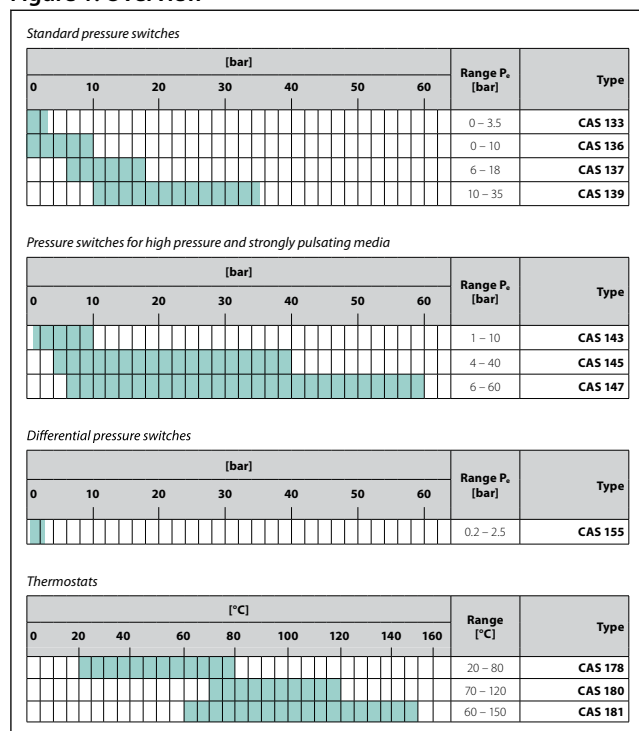 Standard pressure switches
[bar]
Range Pe [bar]
Type
0 10 20 30 40 50 60
0 – 3.5 CAS 133
0 – 10 CAS 136
6 – 18 CAS 137
10 – 35 CAS 139
Pressure switches for high pressure and strongly pulsating media
[bar]
Range Pe [bar]
Type
0 10 20 30 40 50 60
1 – 10 CAS 143
4 – 40 CAS 145
6 – 60 CAS 147
Differential pressure switches
[bar]
Range Pe [bar]
Type
0 10 20 30 40 50 60
0.2 – 2.5 CAS 155
Thermostats
[°C]
Range [°C]
Type
0 20 40 60 80 100 120 140 160
20 – 80 CAS 178
70 – 120 CAS 180
60 – 150 CAS 181